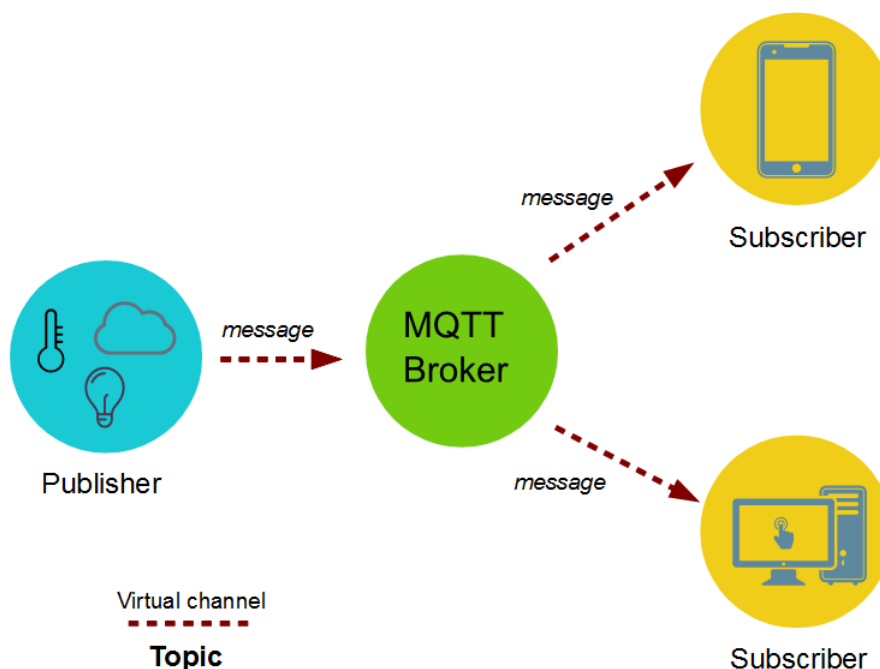 message
Subscriber
message
MQTT
Broker
Publisher
message
Virtual channel
Topic
Subscriber